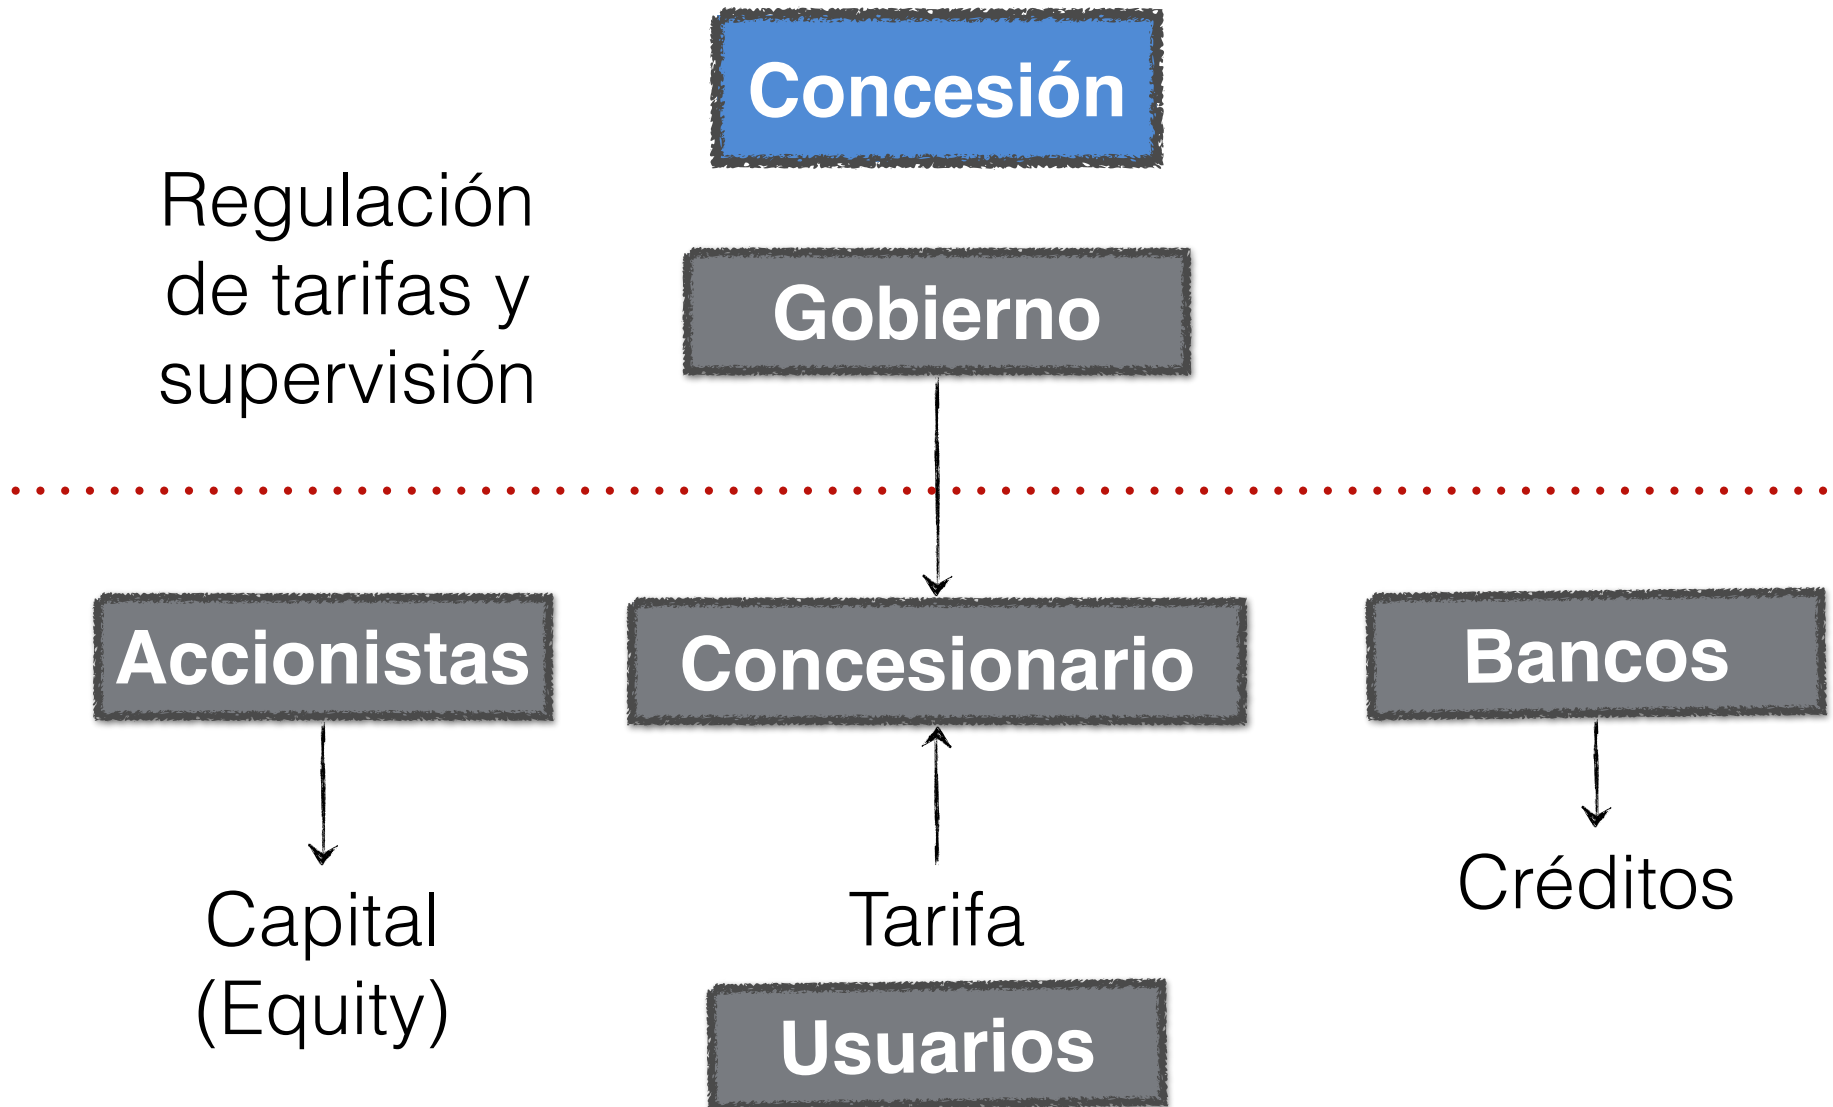 Concesión
Regulación
de tarifas y
supervisión
Gobierno
Accionistas
Concesionario
Bancos
Capital
(Equity)
Tarifa
Créditos
Usuarios